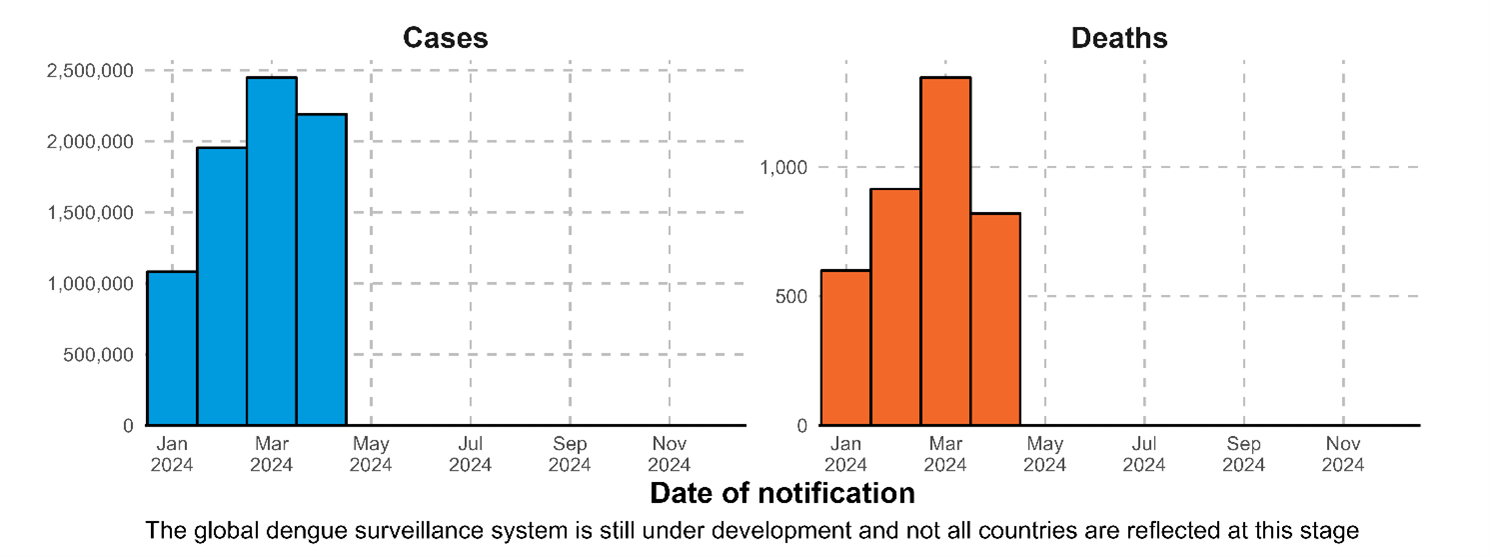 Cases
Deaths
2,500,000
2,000,000
1,500,000
1,000,000
500,000
0
Jan 2024
Mar 2024
May 2024
Jul 2024
Sep 2024
Nov 2024
1,000
500
0
Jan 2024
Mar 2024
May 2024
Jul 2024
Sep 2024
Nov 2024
Date of notification
The global dengue surveillance system is still under development and not all countries are reflected at this stage